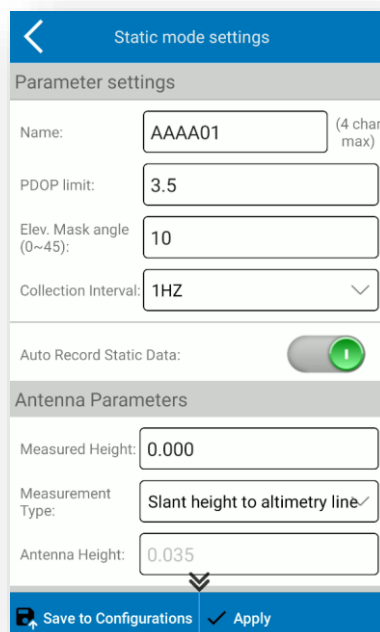 Static mode settings
Parameter settings
Name: AAAA01 (4 char
max)
PDOP limit: 3.5
Elev. Mask angle
(0~45): 10
Collection Interval: 1HZ
Auto Record Static Data:
Antenna Parameters
Measured Height: 0.000
Measurement
Type: Slant height to altimetry line
Antenna Height: 0.035
Save to Configurations Apply